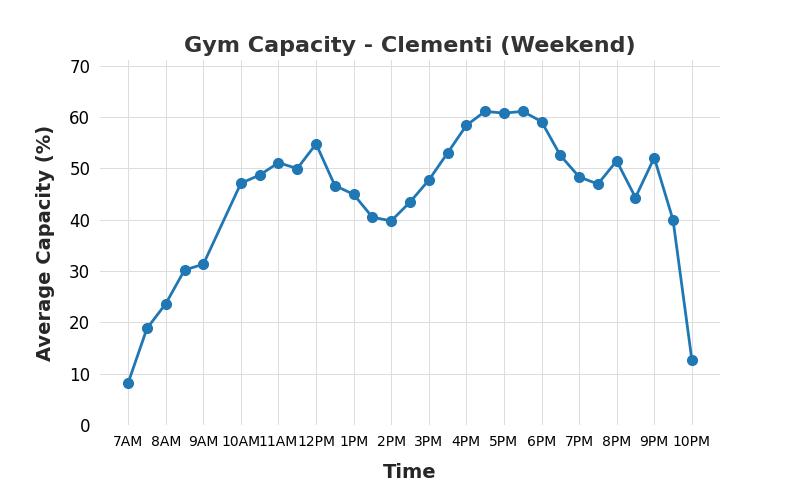 Gym Capacity - Clementi (Weekend)
70
60
50
40
30
20
10
0
Average Capacity (%)
7AM 8AM 9AM 10AM 11AM 12PM 1PM 2PM 3PM 4PM 5PM 6PM 7PM 8PM 9PM 10PM
Time